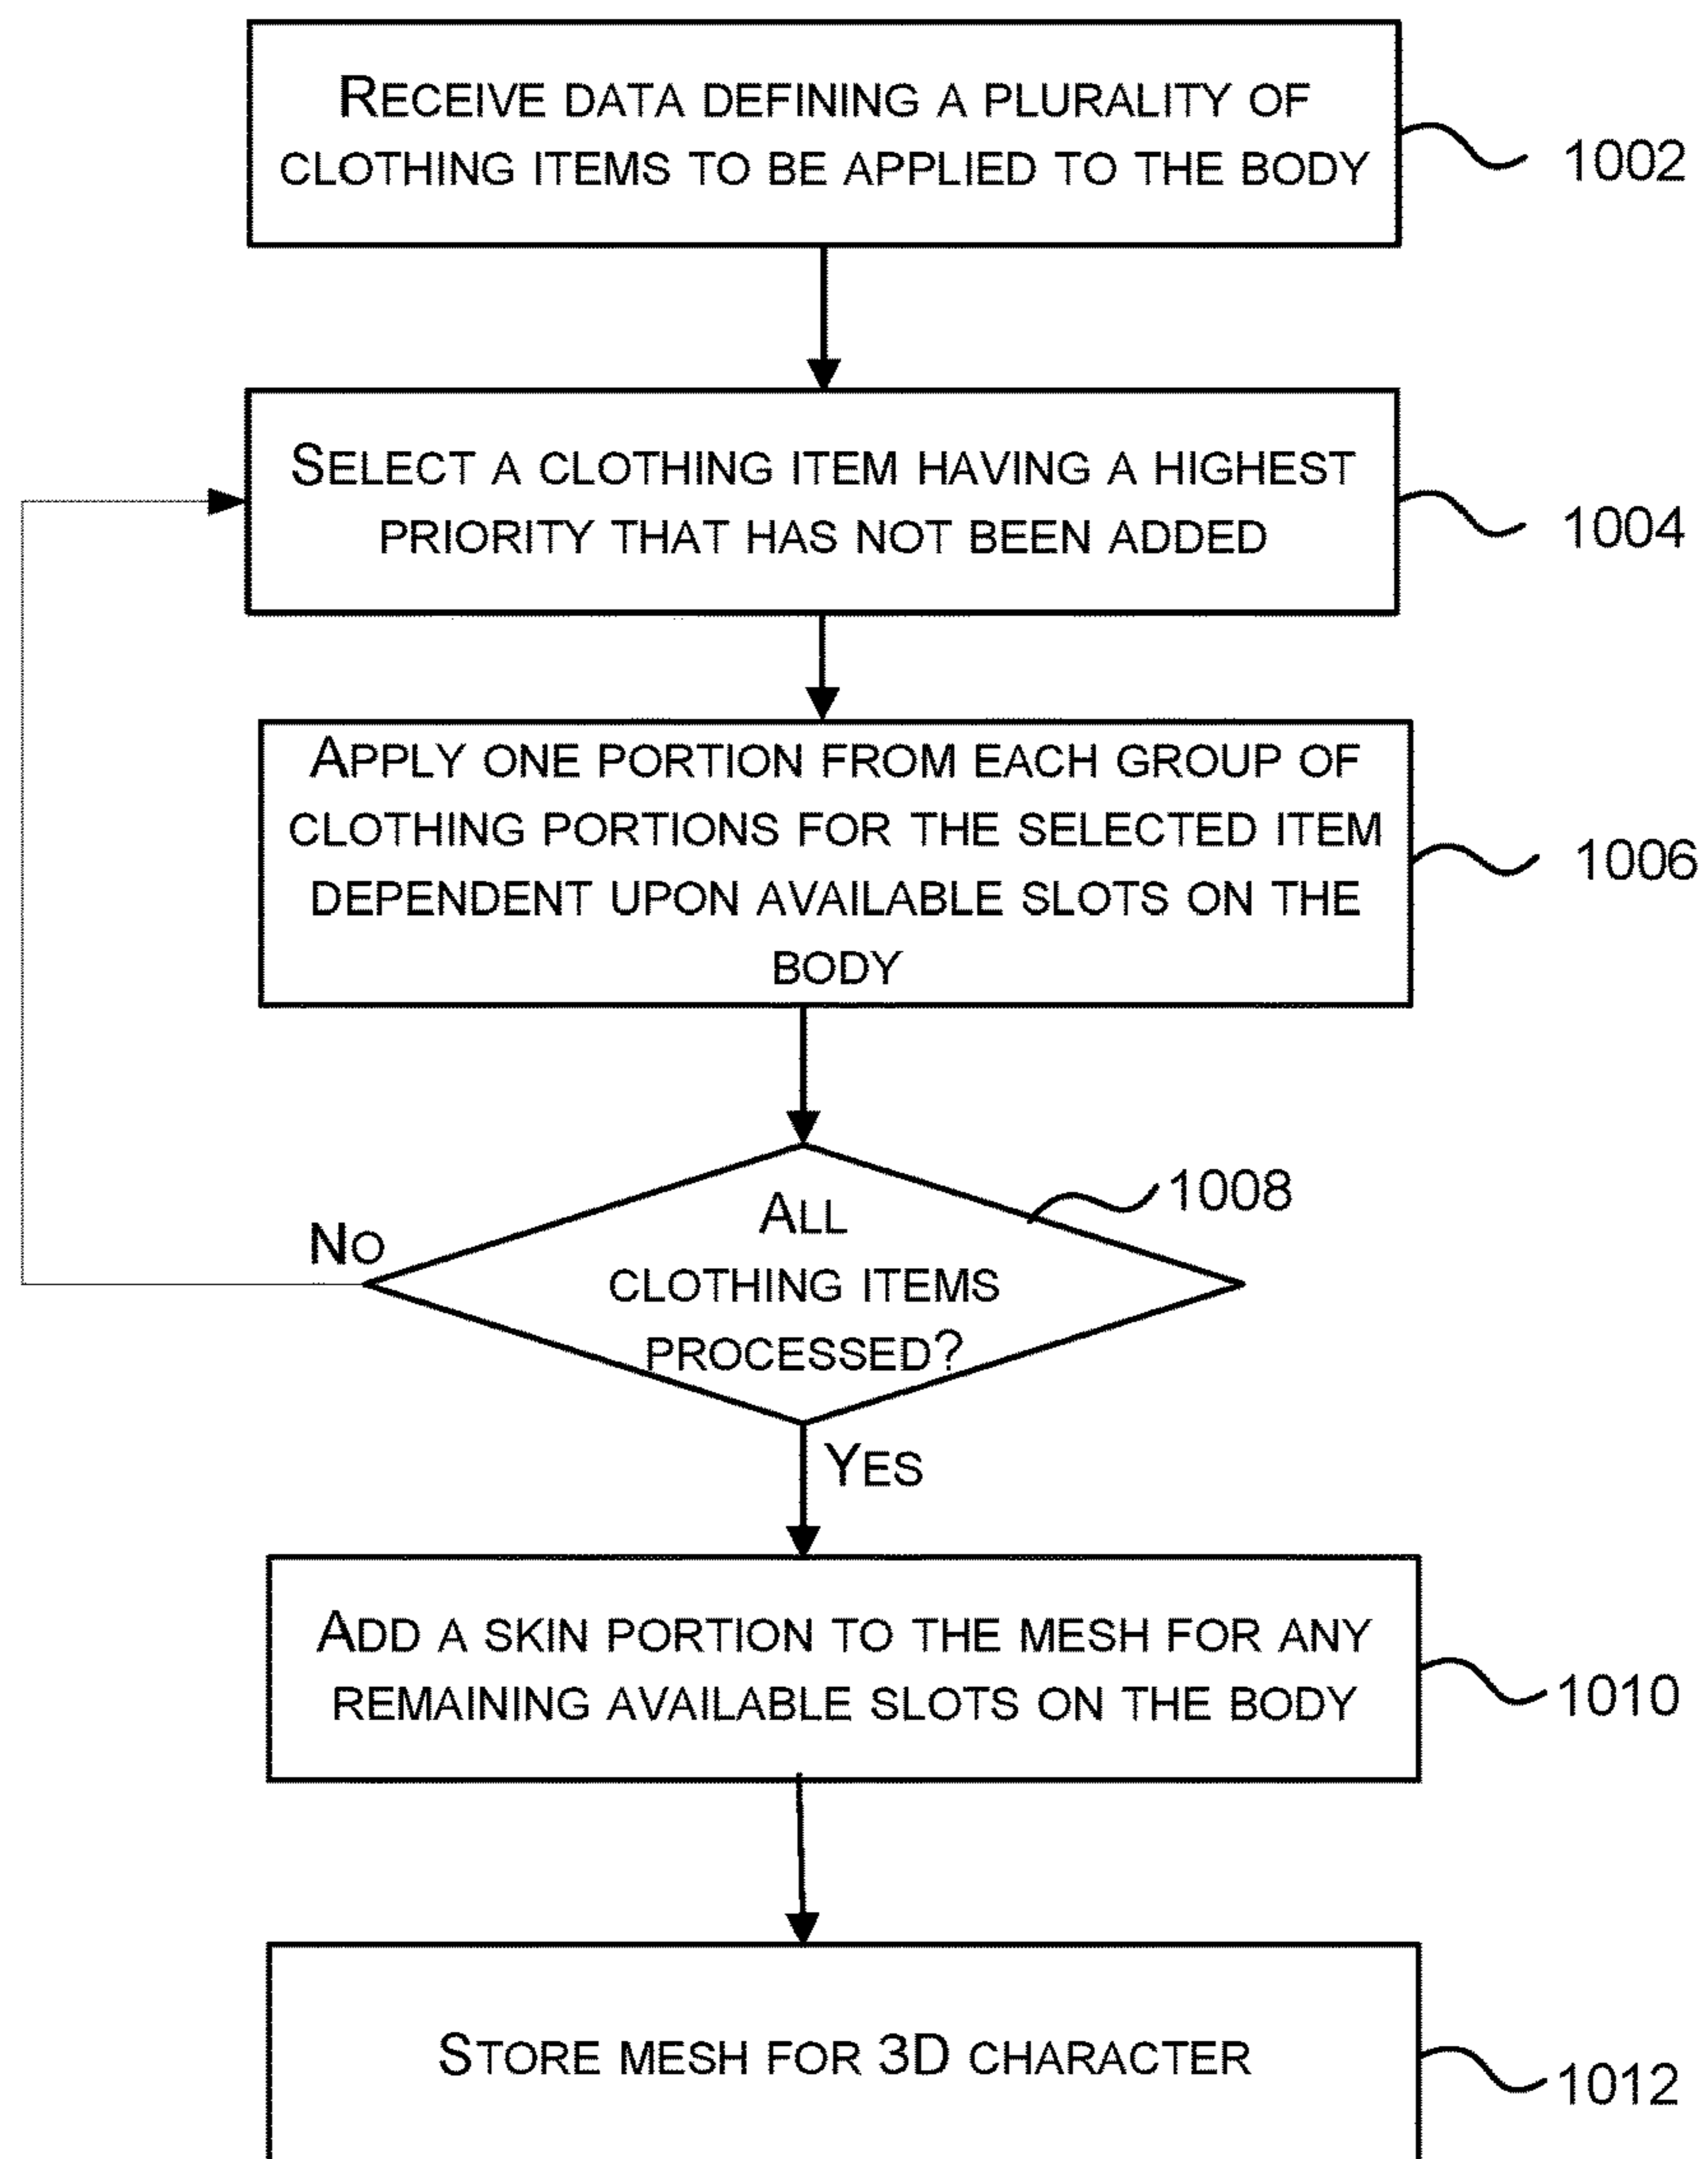 RECEIVE DATA DEFINING A PLURALITY OF
CLOTHING ITEMS TO BE APPLIED TO THE BODY
1002
SELECT A CLOTHING ITEM HAVING A HIGHEST
PRIORITY THAT HAS NOT BEEN ADDED
1004
APPLY ONE PORTION FROM EACH GROUP OF
CLOTHING PORTIONS FOR THE SELECTED ITEM
DEPENDENT UPON AVAILABLE SLOTS ON THE
BODY
1006
ALL
CLOTHING ITEMS
PROCESSED?
1008
NO
YES
ADD A SKIN PORTION TO THE MESH FOR ANY
REMAINING AVAILABLE SLOTS ON THE BODY
1010
STORE MESH FOR 3D CHARACTER
1012